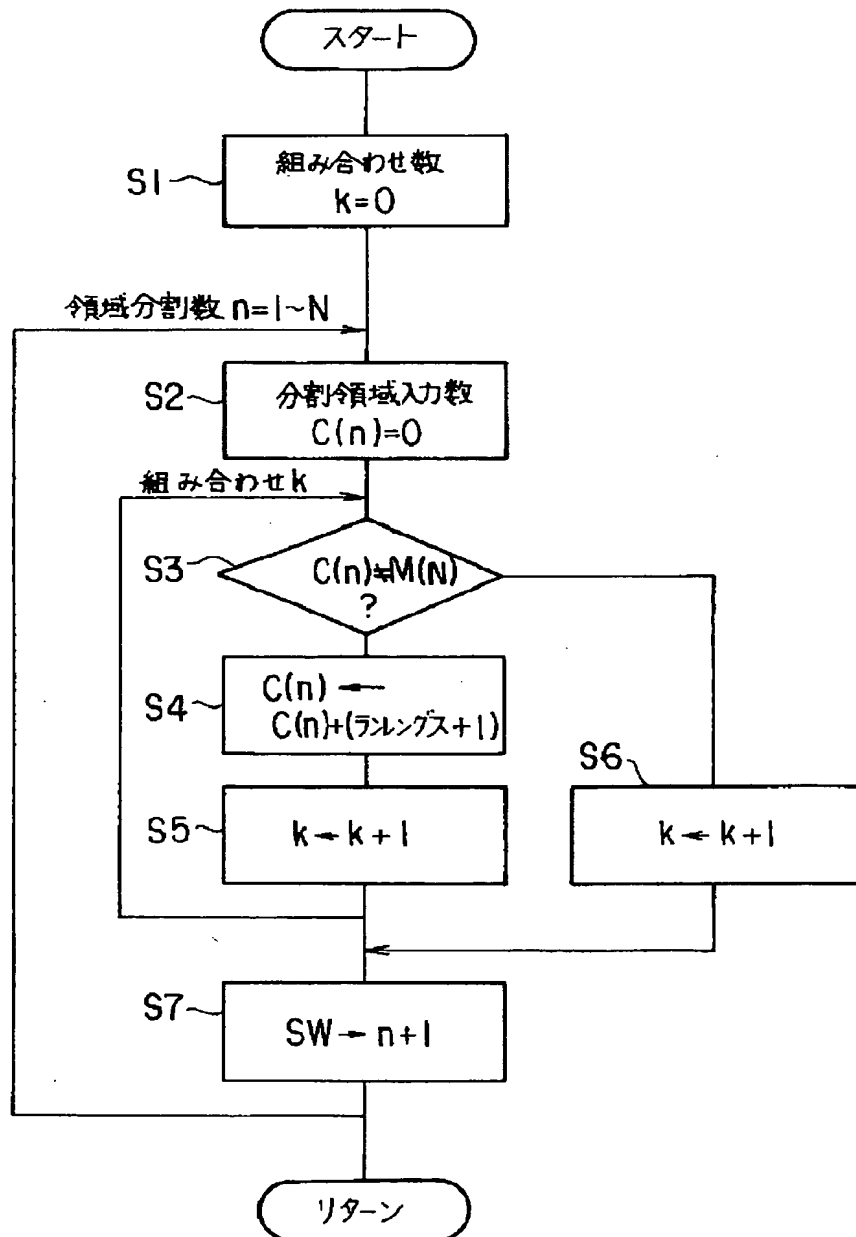 スタート
S1
組み合わせ数
k=0
領域分割数 n=1~N
S2
分割領域入力数
C(n)=0
組み合わせk
S3
C(n)≠M(N)
?
S4
C(n) ←
C(n)+(ランレングス+1)
S5
k ← k + 1
S6
k ← k + 1
S7
SW → n+1
リターン